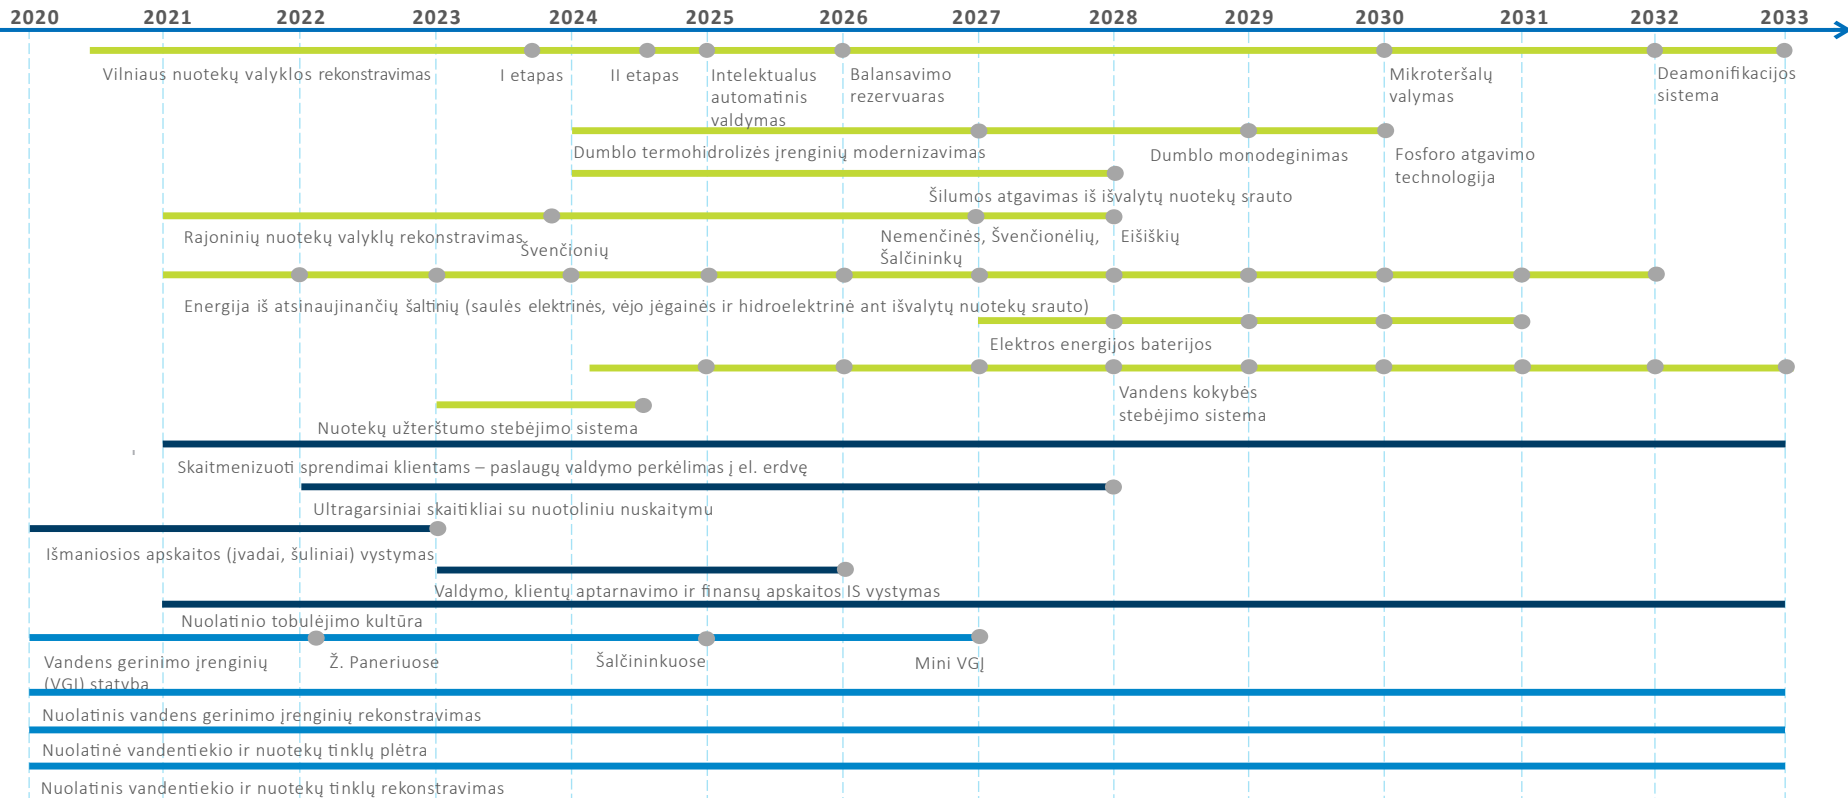 2020 2021 2022 2023 2024 2025 2026 2027 2028 2029 2030 2031 2032 2033
Vilniaus nuotekų valyklos rekonstravimas
I etapas
II etapas
Intelektualus
automatinis
valdymas
Balansavimo
rezervuaras
Mikroteršalų
valymas
Deamonifikacijos
sistema
Dumblo termohidrolizės įrenginių modernizavimas
Dumblo monodeginimas
Fosforo atgavimo
technologija
Šilumos atgavimas iš išvalytų nuotekų srauto
Rajoninių nuotekų valyklų rekonstravimas
Švenčionių
Nemenčinės, Švenčionėlių,
Šalčininkų
Eišiškių
Energija iš atsinaujinančių šaltinių (saulės elektrinės, vėjo jėgainės ir hidroelektrinė ant išvalytų nuotekų srauto)
Elektros energijos baterijos
Vandens kokybės
stebėjimo sistema
Nuotekų užterštumo stebėjimo sistema
Skaitmenizuoti sprendimai klientams – paslaugų valdymo perkėlimas į el. erdvę
Ultragarsiniai skaitikliai su nuotoliniu nuskaitymu
Išmaniosios apskaitos (įvadai, šuliniai) vystymas
Valdymo, klientų aptarnavimo ir finansų apskaitos IS vystymas
Nuolatinio tobulėjimo kultūra
Vandens gerinimo įrenginių
(VGĮ) statyba
Ž. Paneriuose
Šalčininkuose
Mini VGĮ
Nuolatinis vandens gerinimo įrenginių rekonstravimas
Nuolatinė vandentiekio ir nuotekų tinklų plėtra
Nuolatinis vandentiekio ir nuotekų tinklų rekonstravimas